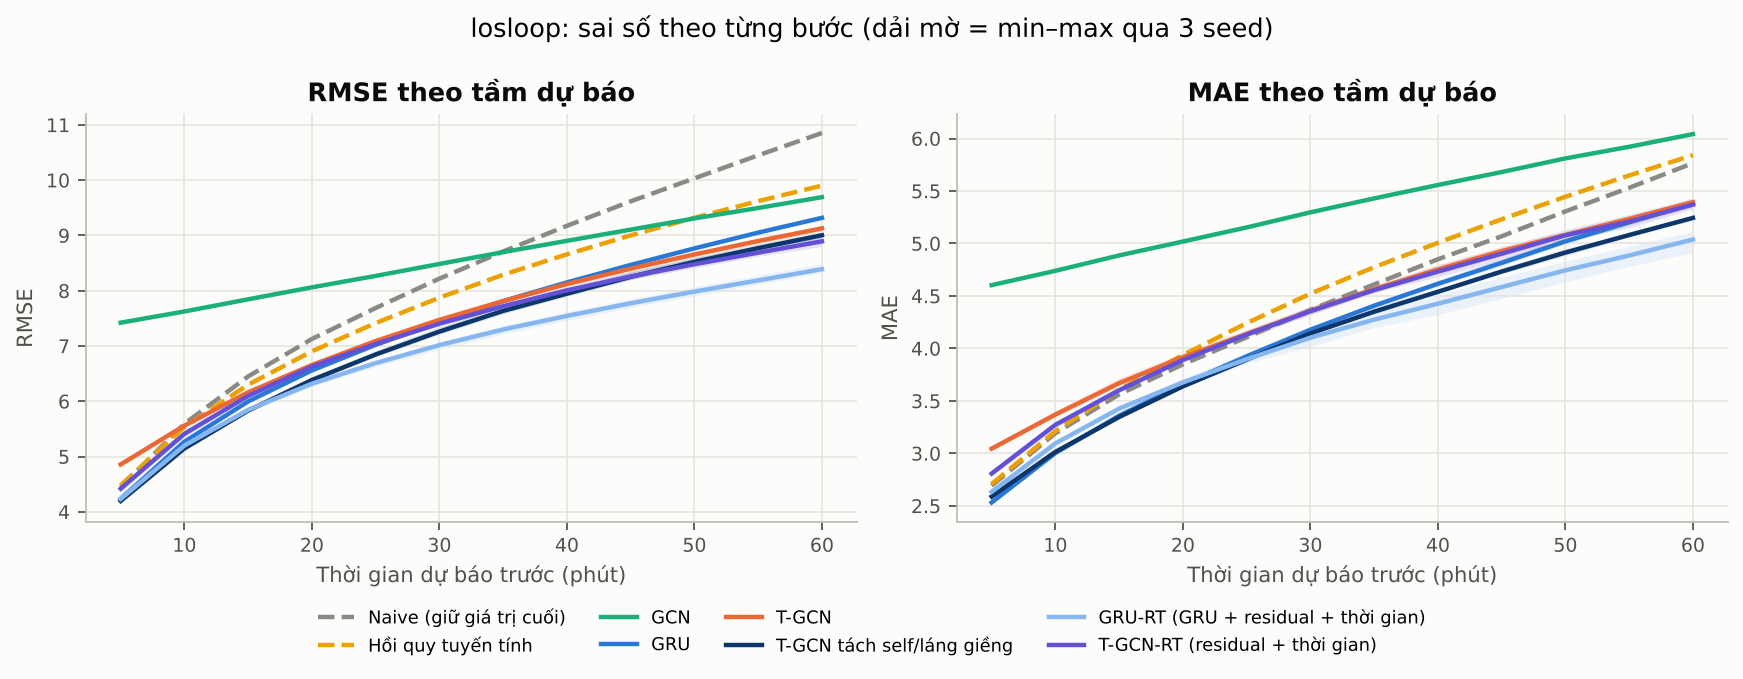 losloop: sai số theo từng bước (dải mờ = min–max qua 3 seed)
RMSE theo tầm dự báo
RMSE
11
10
9
8
7
6
5
4
10 20 30 40 50 60
Thời gian dự báo trước (phút)
MAE theo tầm dự báo
MAE
6.0
5.5
5.0
4.5
4.0
3.5
3.0
2.5
10 20 30 40 50 60
Thời gian dự báo trước (phút)
Naive (giữ giá trị cuối)
Hồi quy tuyến tính
GCN
GRU
T-GCN
T-GCN tách self/láng giềng
GRU-RT (GRU + residual + thời gian)
T-GCN-RT (residual + thời gian)